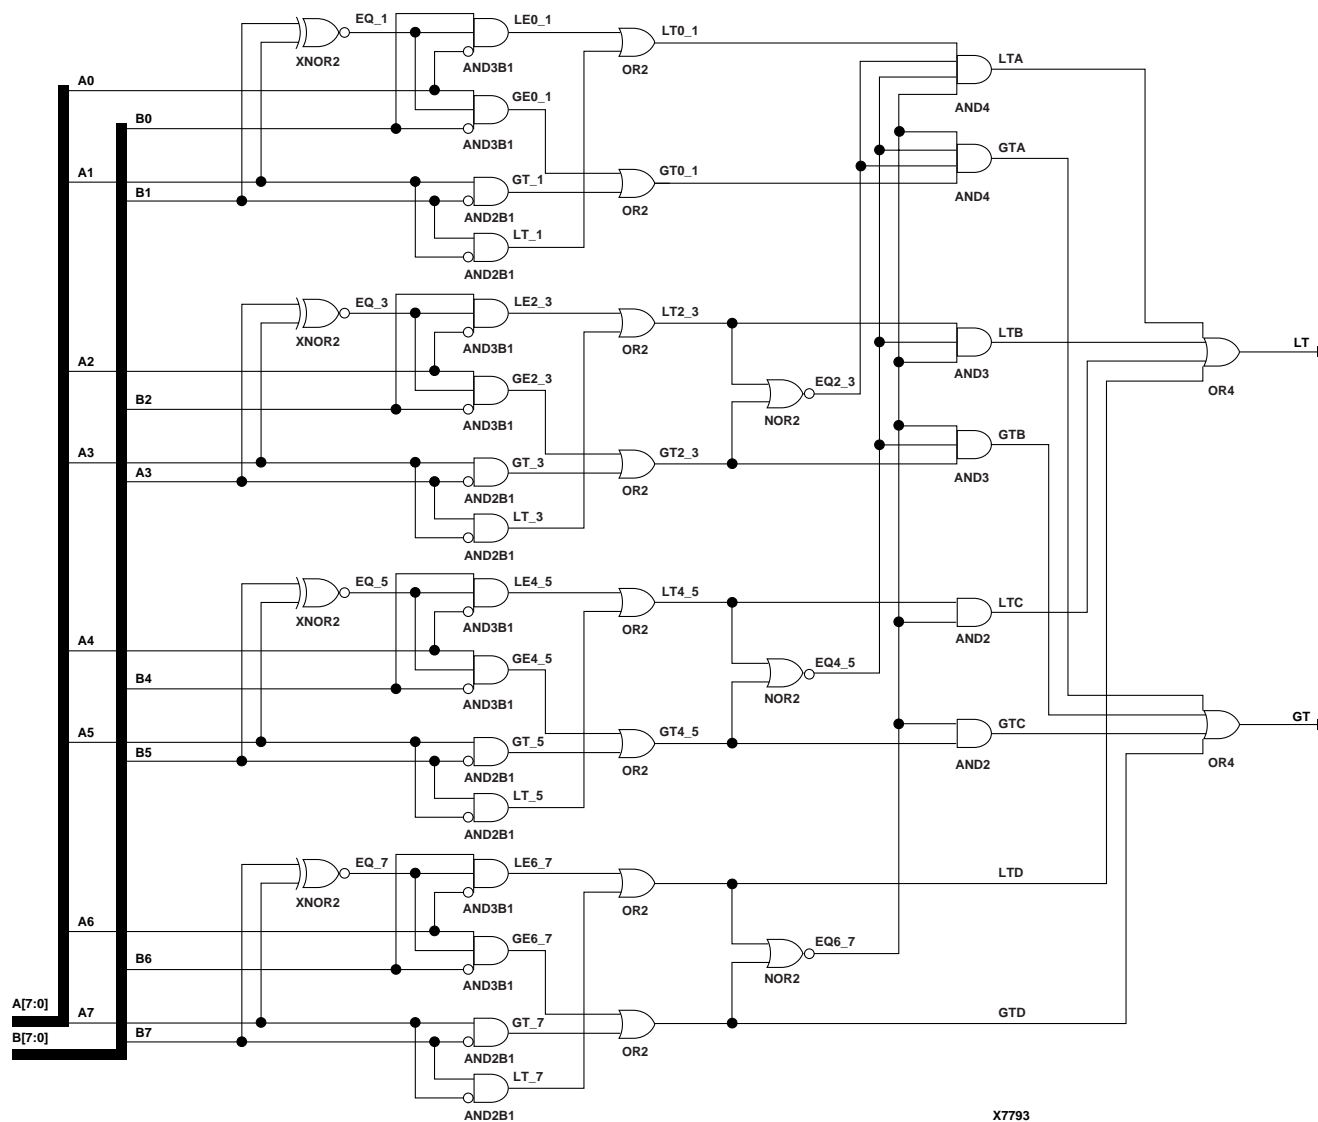 EQ_1
LE0_1
LT0_1
XNOR2
AND3B1
OR2
LTA
A0
GE0_1
AND4
B0
AND3B1
GTA
A1
GT_1
GT0_1
B1
AND2B1
OR2
AND4
LT_1
AND2B1
EQ_3
LE2_3
LT2_3
XNOR2
AND3B1
OR2
LTB
LT
A2
GE2_3
EQ2_3
AND3
B2
AND3B1
NOR2
OR4
GTB
A3
GT_3
GT2_3
A3
AND2B1
OR2
AND3
LT_3
AND2B1
EQ_5
LE4_5
LT4_5
XNOR2
AND3B1
OR2
LTC
A4
GE4_5
EQ4_5
AND2
B4
AND3B1
NOR2
GT
A5
GT_5
GT4_5
GTC
B5
AND2B1
OR2
AND2
OR4
LT_5
AND2B1
EQ_7
LE6_7
LTD
XNOR2
AND3B1
OR2
A6
GE6_7
EQ6_7
B6
AND3B1
NOR2
A[7:0]
A7
GT_7
GTD
B[7:0]
B7
AND2B1
OR2
LT_7
AND2B1
X7793